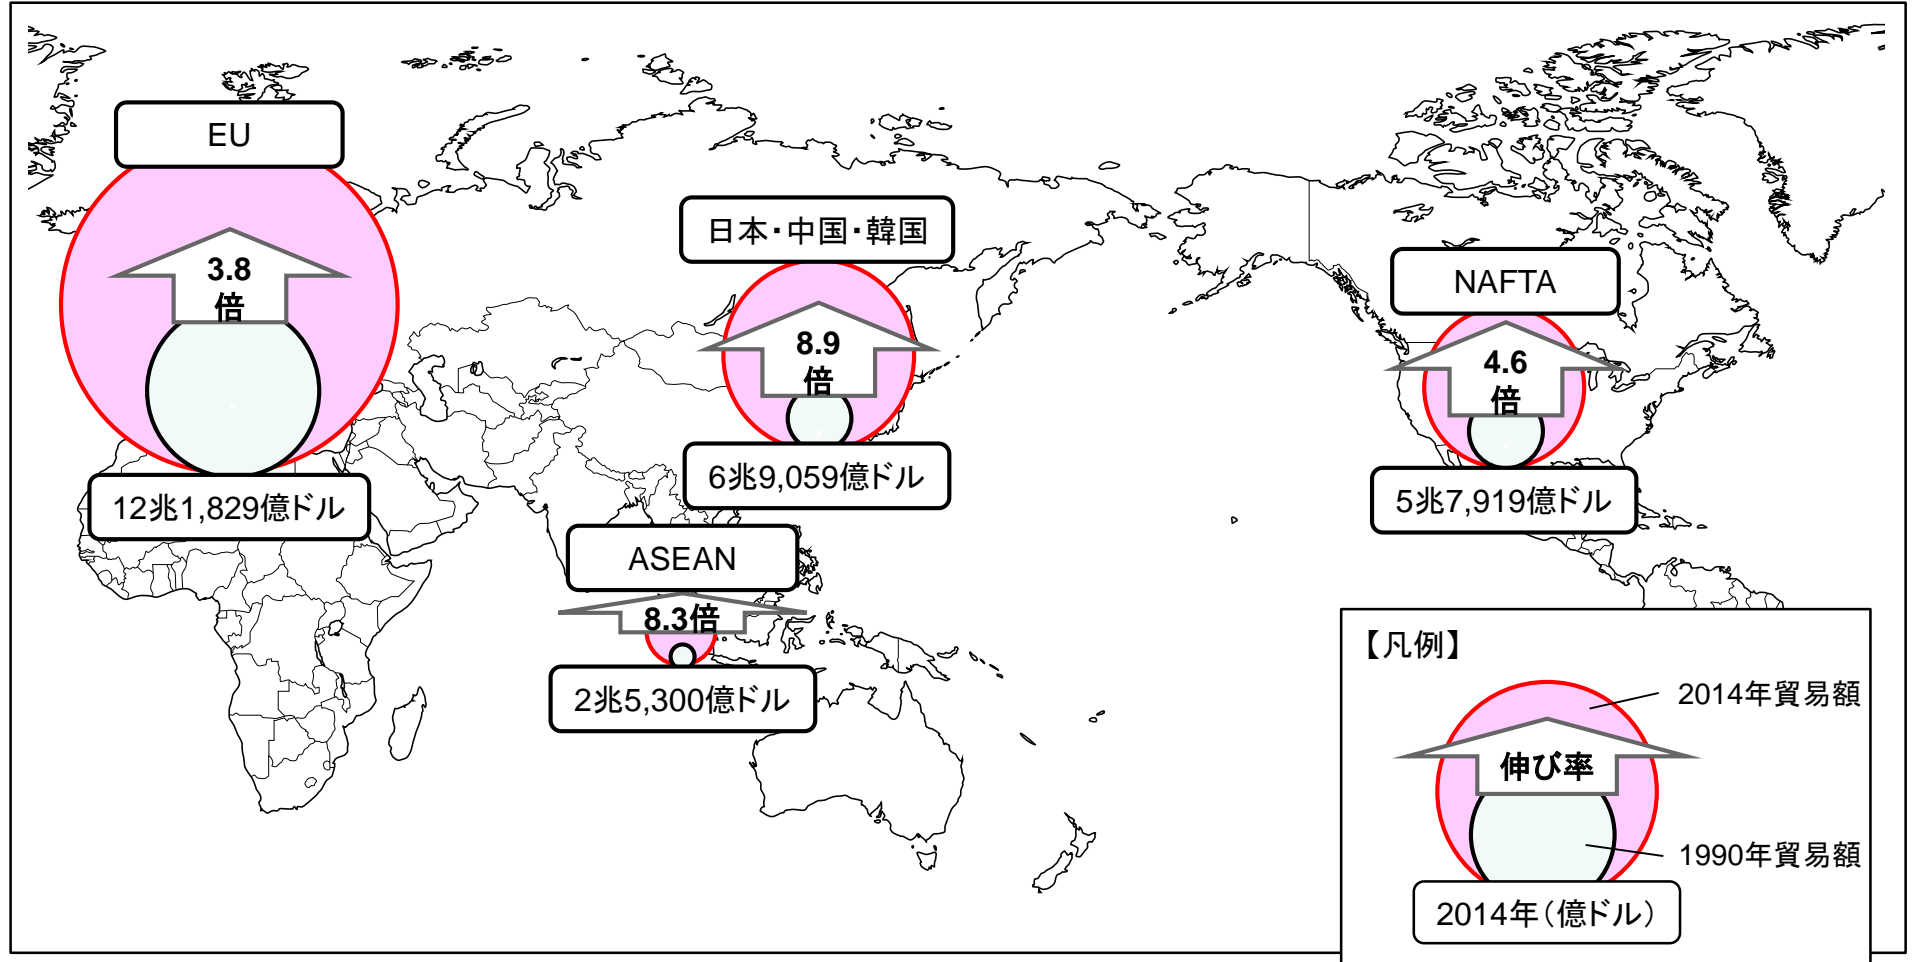 EU
3.8
倍
12兆1,829億ドル
日本・中国・韓国
8.9
倍
6兆9,059億ドル
ASEAN
8.3倍
2兆5,300億ドル
NAFTA
4.6
倍
5兆7,919億ドル
【凡例】
2014年貿易額
伸び率
1990年貿易額
2014年(億ドル)